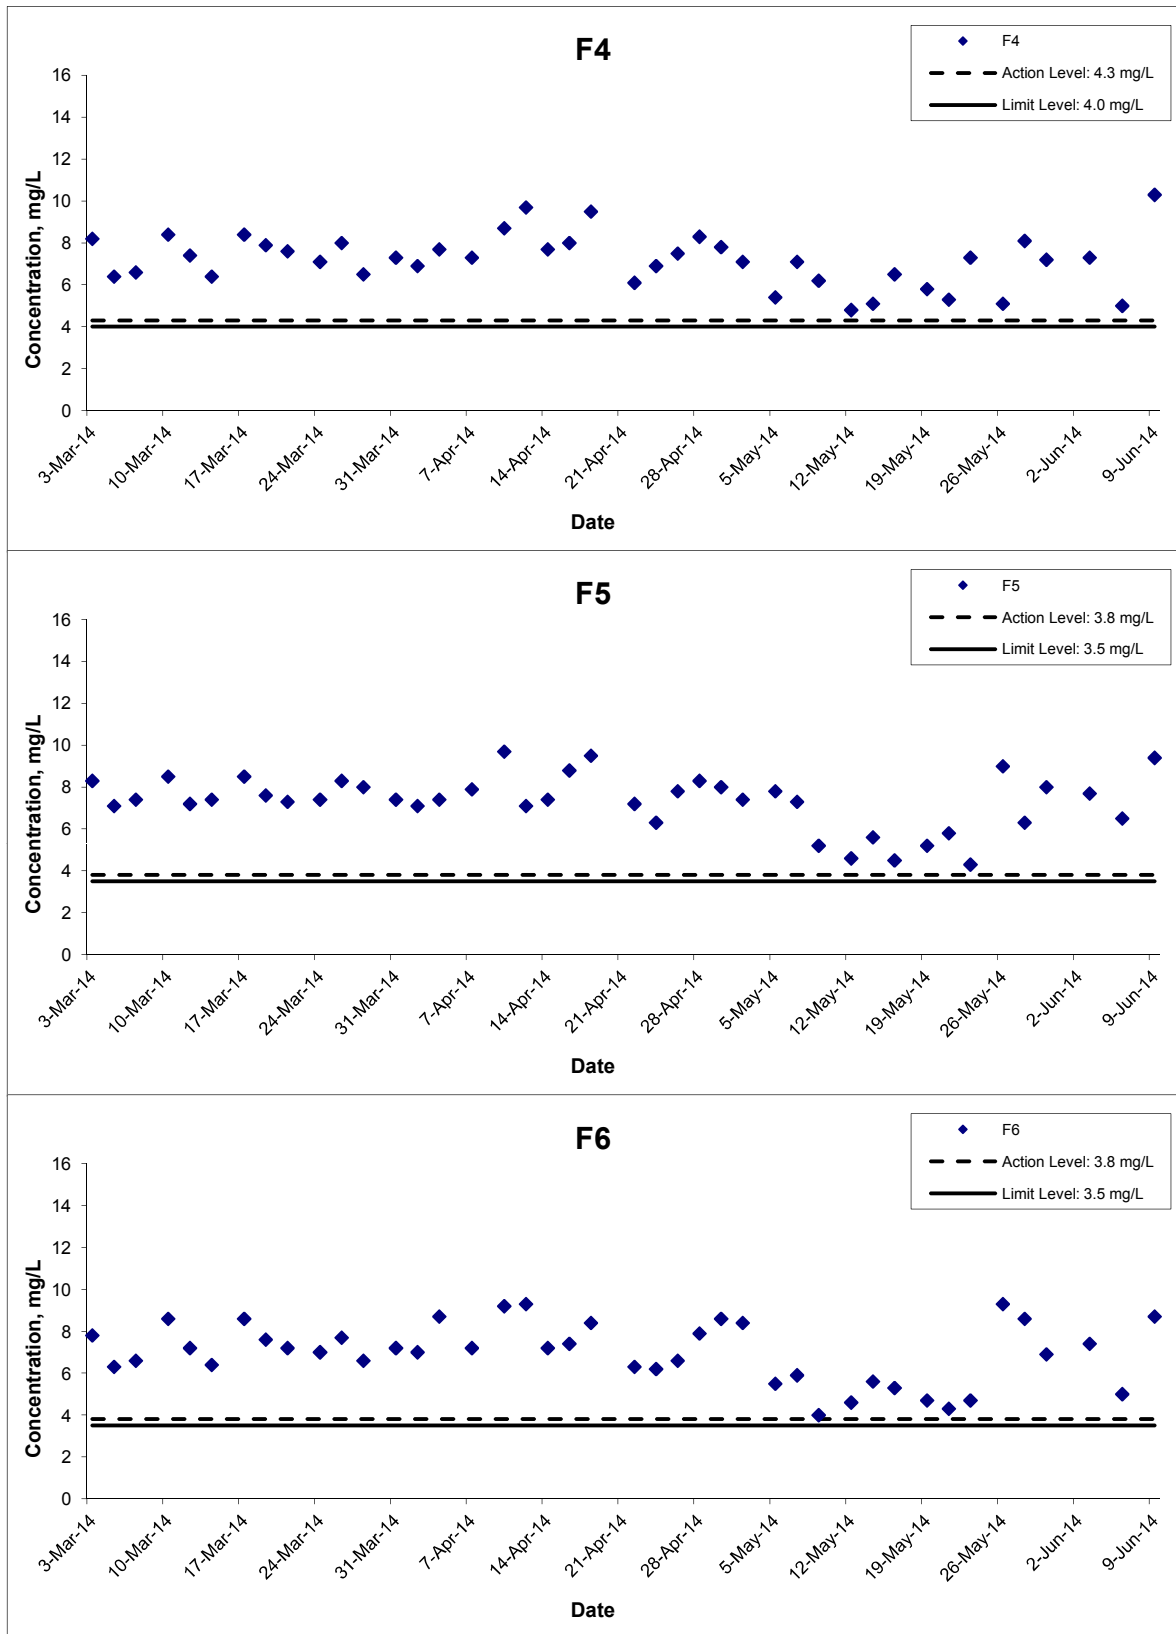 F4
F4
Action Level: 4.3 mg/L
Limit Level: 4.0 mg/L
Concentration, mg/L
16
14
12
10
8
6
4
2
0
3-Mar-14
10-Mar-14
17-Mar-14
24-Mar-14
31-Mar-14
7-Apr-14
14-Apr-14
21-Apr-14
28-Apr-14
5-May-14
12-May-14
19-May-14
26-May-14
2-Jun-14
9-Jun-14
Date
F5
F5
Action Level: 3.8 mg/L
Limit Level: 3.5 mg/L
Concentration, mg/L
16
14
12
10
8
6
4
2
0
3-Mar-14
10-Mar-14
17-Mar-14
24-Mar-14
31-Mar-14
7-Apr-14
14-Apr-14
21-Apr-14
28-Apr-14
5-May-14
12-May-14
19-May-14
26-May-14
2-Jun-14
9-Jun-14
Date
F6
F6
Action Level: 3.8 mg/L
Limit Level: 3.5 mg/L
Concentration, mg/L
16
14
12
10
8
6
4
2
0
3-Mar-14
10-Mar-14
17-Mar-14
24-Mar-14
31-Mar-14
7-Apr-14
14-Apr-14
21-Apr-14
28-Apr-14
5-May-14
12-May-14
19-May-14
26-May-14
2-Jun-14
9-Jun-14
Date